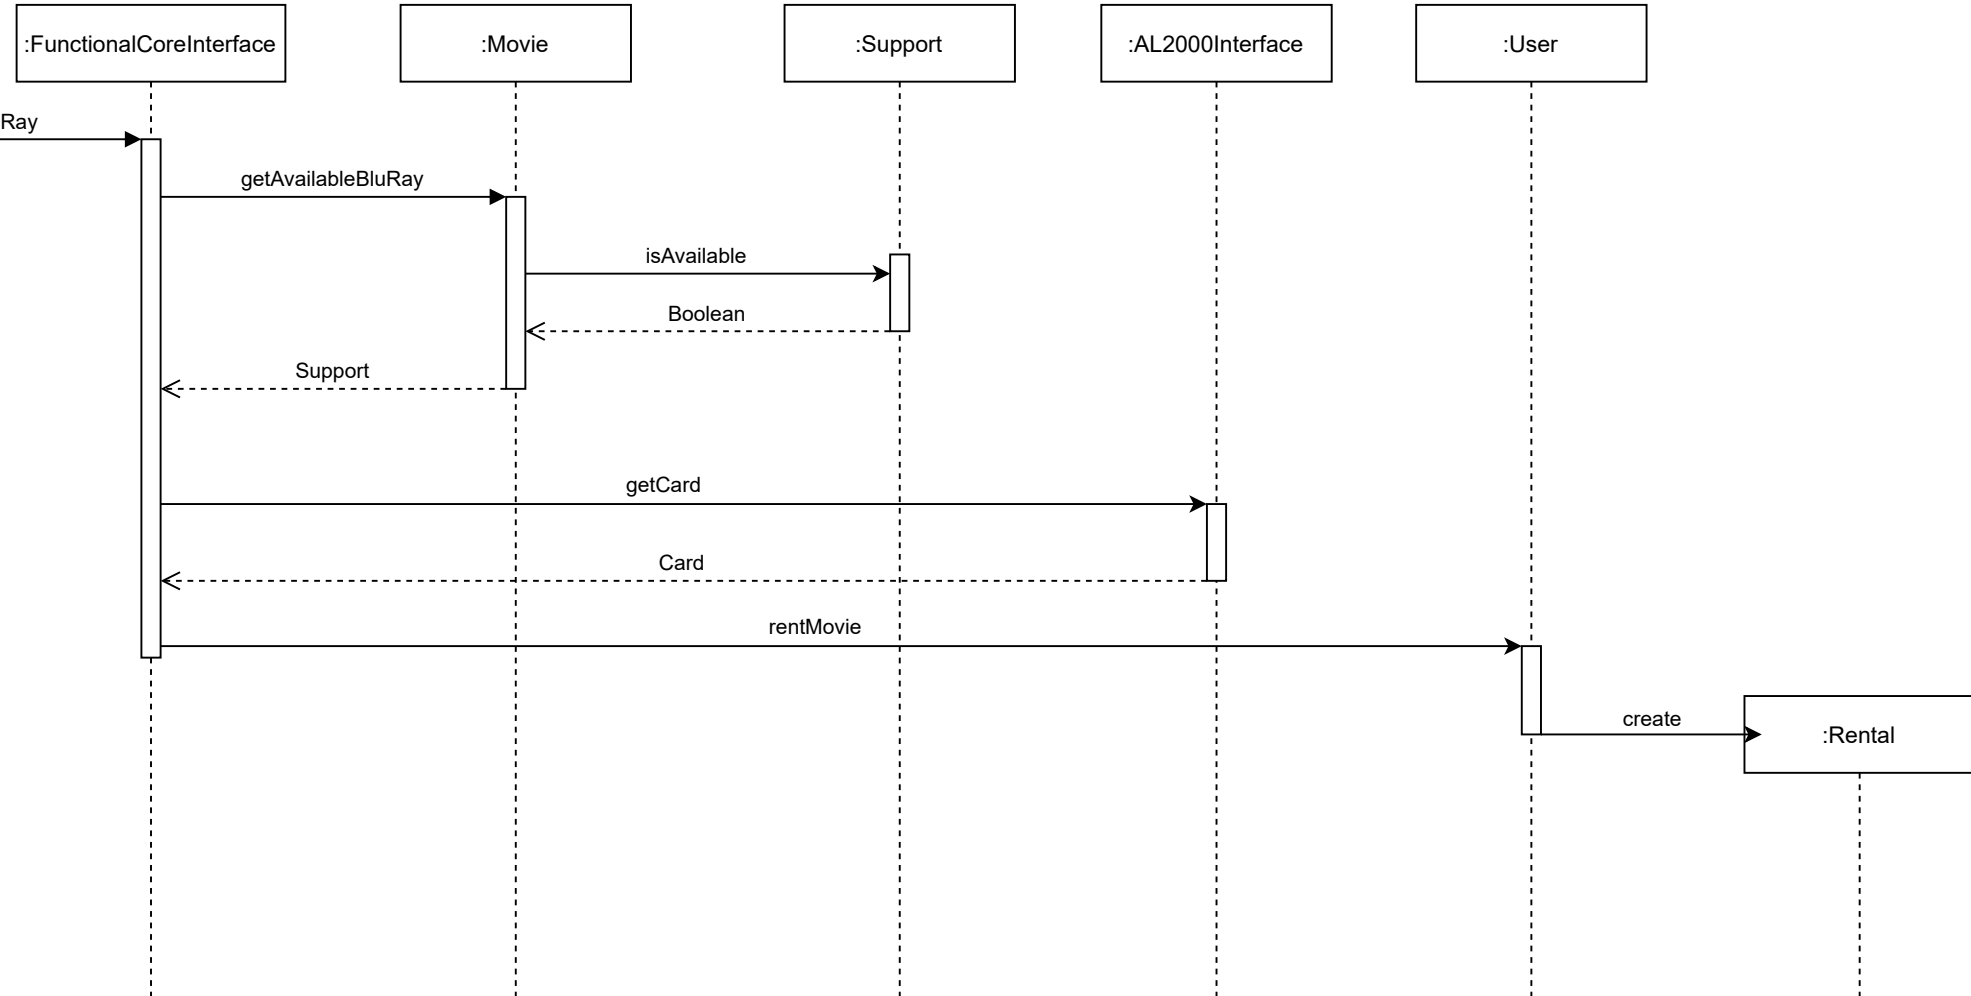 :FunctionalCoreInterface
:Movie
:Support
:AL2000Interface
:User
Ray
getAvailableBluRay
isAvailable
Boolean
Support
getCard
Card
rentMovie
create
:Rental